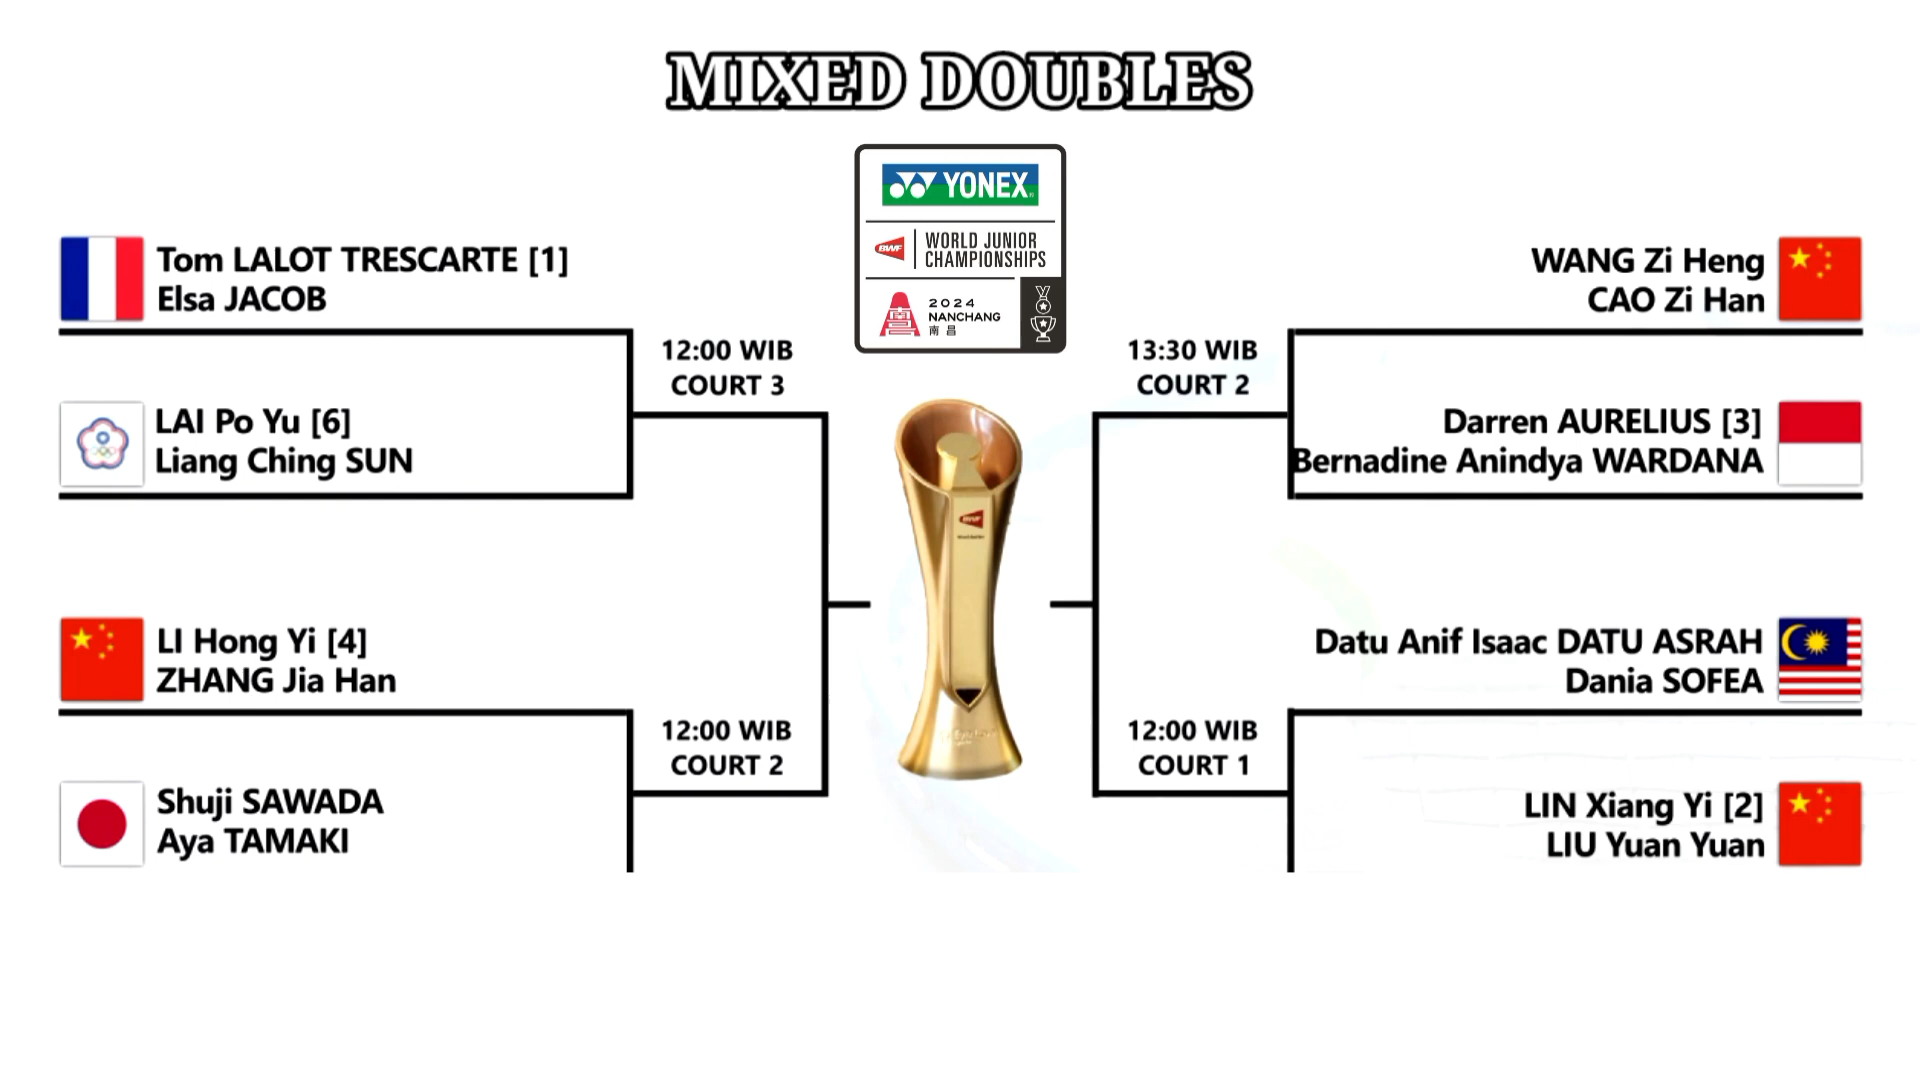 MIXED DOUBLES
YONEX
BWF
WORLD JUNIOR
CHAMPIONSHIPS
2024
NANCHANG
南昌
Tom LALOT TRESCARTE [1]
Elsa JACOB
12:00 WIB
COURT 3
LAI Po Yu [6]
Liang Ching SUN
LI Hong Yi [4]
ZHANG Jia Han
12:00 WIB
COURT 2
Shuji SAWADA
Aya TAMAKI
BWF
WANG Zi Heng
CAO Zi Han
13:30 WIB
COURT 2
Darren AURELIUS [3]
Bernadine Anindya WARDANA
Datu Anif Isaac DATU ASRAH
Dania SOFEA
12:00 WIB
COURT 1
LIN Xiang Yi [2]
LIU Yuan Yuan